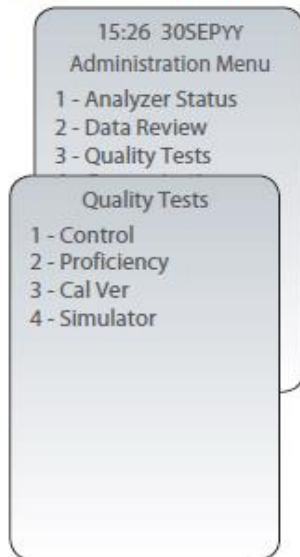 15:26 30SEPYY
Administration Menu
1 - Analyzer Status
2 - Data Review
3 - Quality Tests
Quality Tests
1 - Control
2 - Proficiency
3 - Cal Ver
4 - Simulator